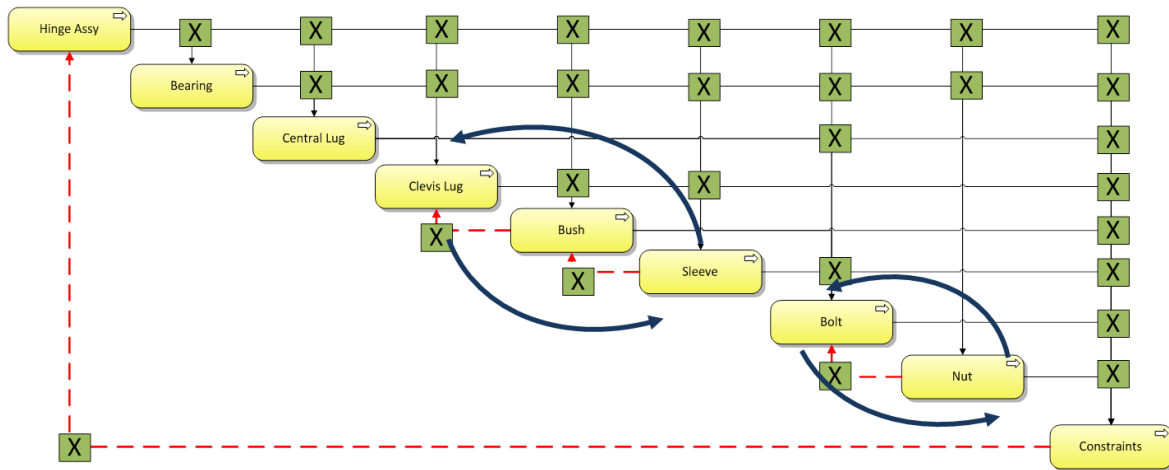 Hinge Assy X X X X X X X X
Bearing X X X X X
Central Lug X X
Clevis Lug X X X
X Bush X
X Sleeve X X
Bolt X
X Nut X
X Constraints